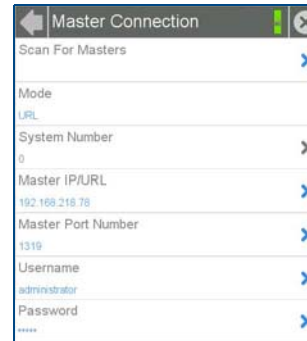 Master Connection
Scan For Masters
Mode
URL
System Number
0
Master IP/URL
192.168.218.78
Master Port Number
1319
Username
administrator
Password
*****